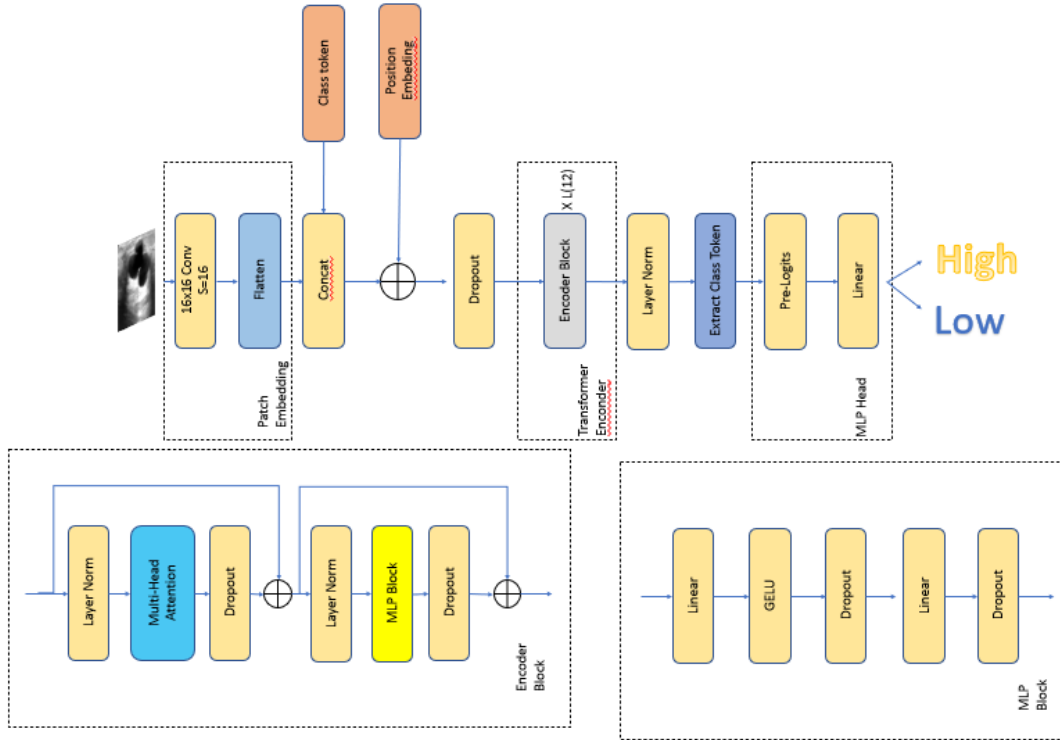 Class token
Position
Embeding
16x16 Conv
S=16
Flatten
Patch
Embedding
Concat
Dropout
Encoder Block
X L(12)
Transformer
Enconder
Layer Norm
Extract Class Token
Pre-Logits
Linear
MLP Head
High
Low
Layer Norm
Multi-Head
Attention
Dropout
Layer Norm
MLP Block
Dropout
Encoder
Block
Linear
GELU
Dropout
Linear
Dropout
MLP
Block